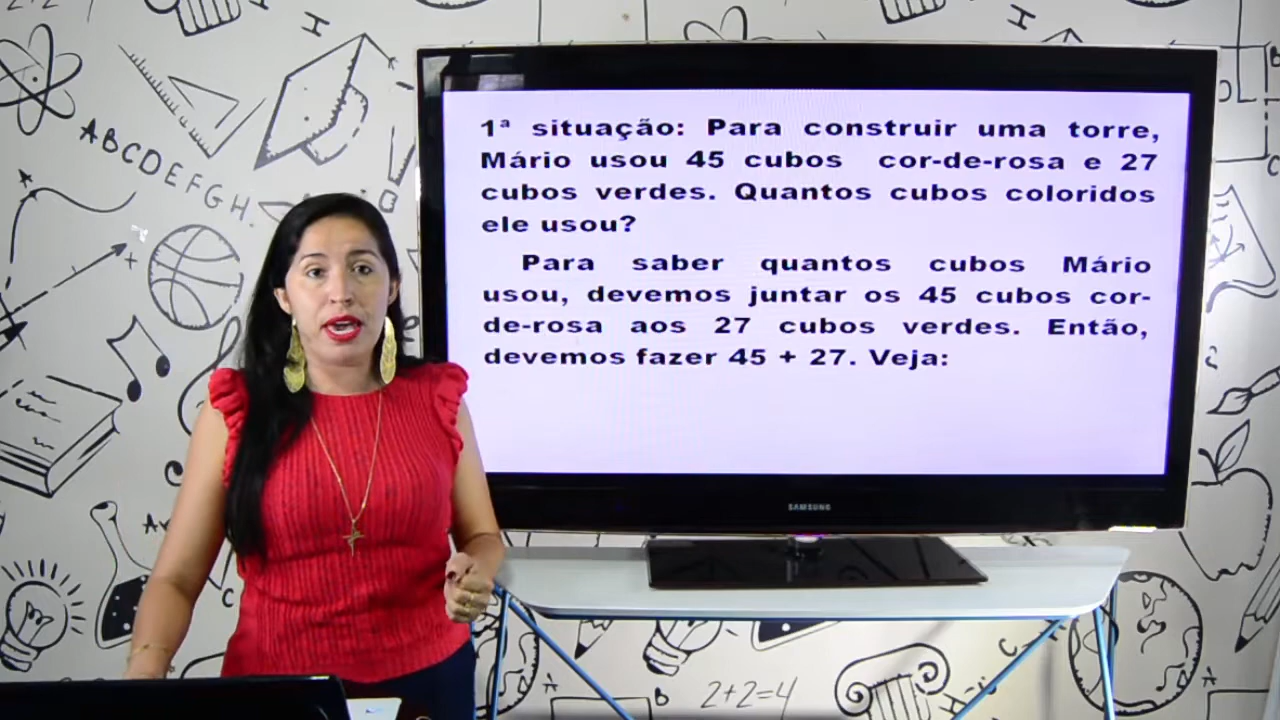 1ª situação: Para construir uma torre,
Mário usou 45 cubos cor-de-rosa e 27
cubos verdes. Quantos cubos coloridos
ele usou?
Para saber quantos cubos Mário
usou, devemos juntar os 45 cubos cor-
de-rosa aos 27 cubos verdes. Então,
devemos fazer 45 + 27. Veja:
SAMSUNG
ABCDEFGH
2+2=4